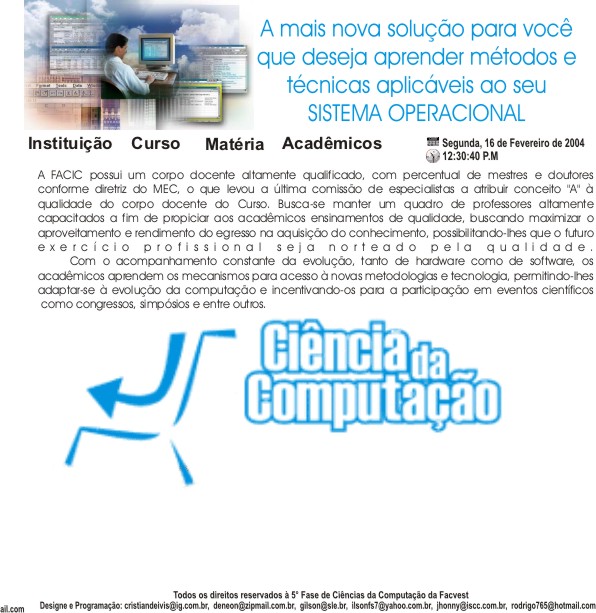 A mais nova solução para você
que deseja aprender métodos e
técnicas aplicáveis ao seu
SISTEMA OPERACIONAL
Instituição Curso Matéria Acadêmicos
Segunda, 16 de Fevereiro de 2004
12:30:40 P.M
A FACIC possui um corpo docente altamente qualificado, com percentual de mestres e doutores
conforme diretriz do MEC, o que levou a última comissão de especialistas a atribuir conceito "A" à
qualidade do corpo docente do Curso. Busca-se manter um quadro de professores altamente
capacitados a fim de propiciar aos acadêmicos ensinamentos de qualidade, buscando maximizar o
aproveitamento e rendimento do egresso na aquisição do conhecimento, possibilitando-lhes que o futuro
exercício profissional seja norteado pela qualidade.
Com o acompanhamento constante da evolução, tanto de hardware como de software, os
acadêmicos aprendem os mecanismos para acesso à novas metodologias e tecnologia, permitindo-lhes
adaptar-se à evolução da computação e incentivando-os para a participação em eventos científicos
como congressos, simpósios e entre outros.
Ciência da
Computação
Todos os direitos reservados à 5ª Fase de Ciências da Computação da Facvest
ail.com Designe e Programação: cristiandeivis@ig.com.br, deneon@zipmail.com.br, gilson@sle.br, ilsonfs7@yahoo.com.br, jhonny@iscc.com.br, rodrigo765@hotmail.com